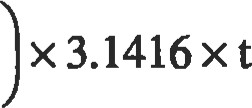 ) × 3.1416 × t